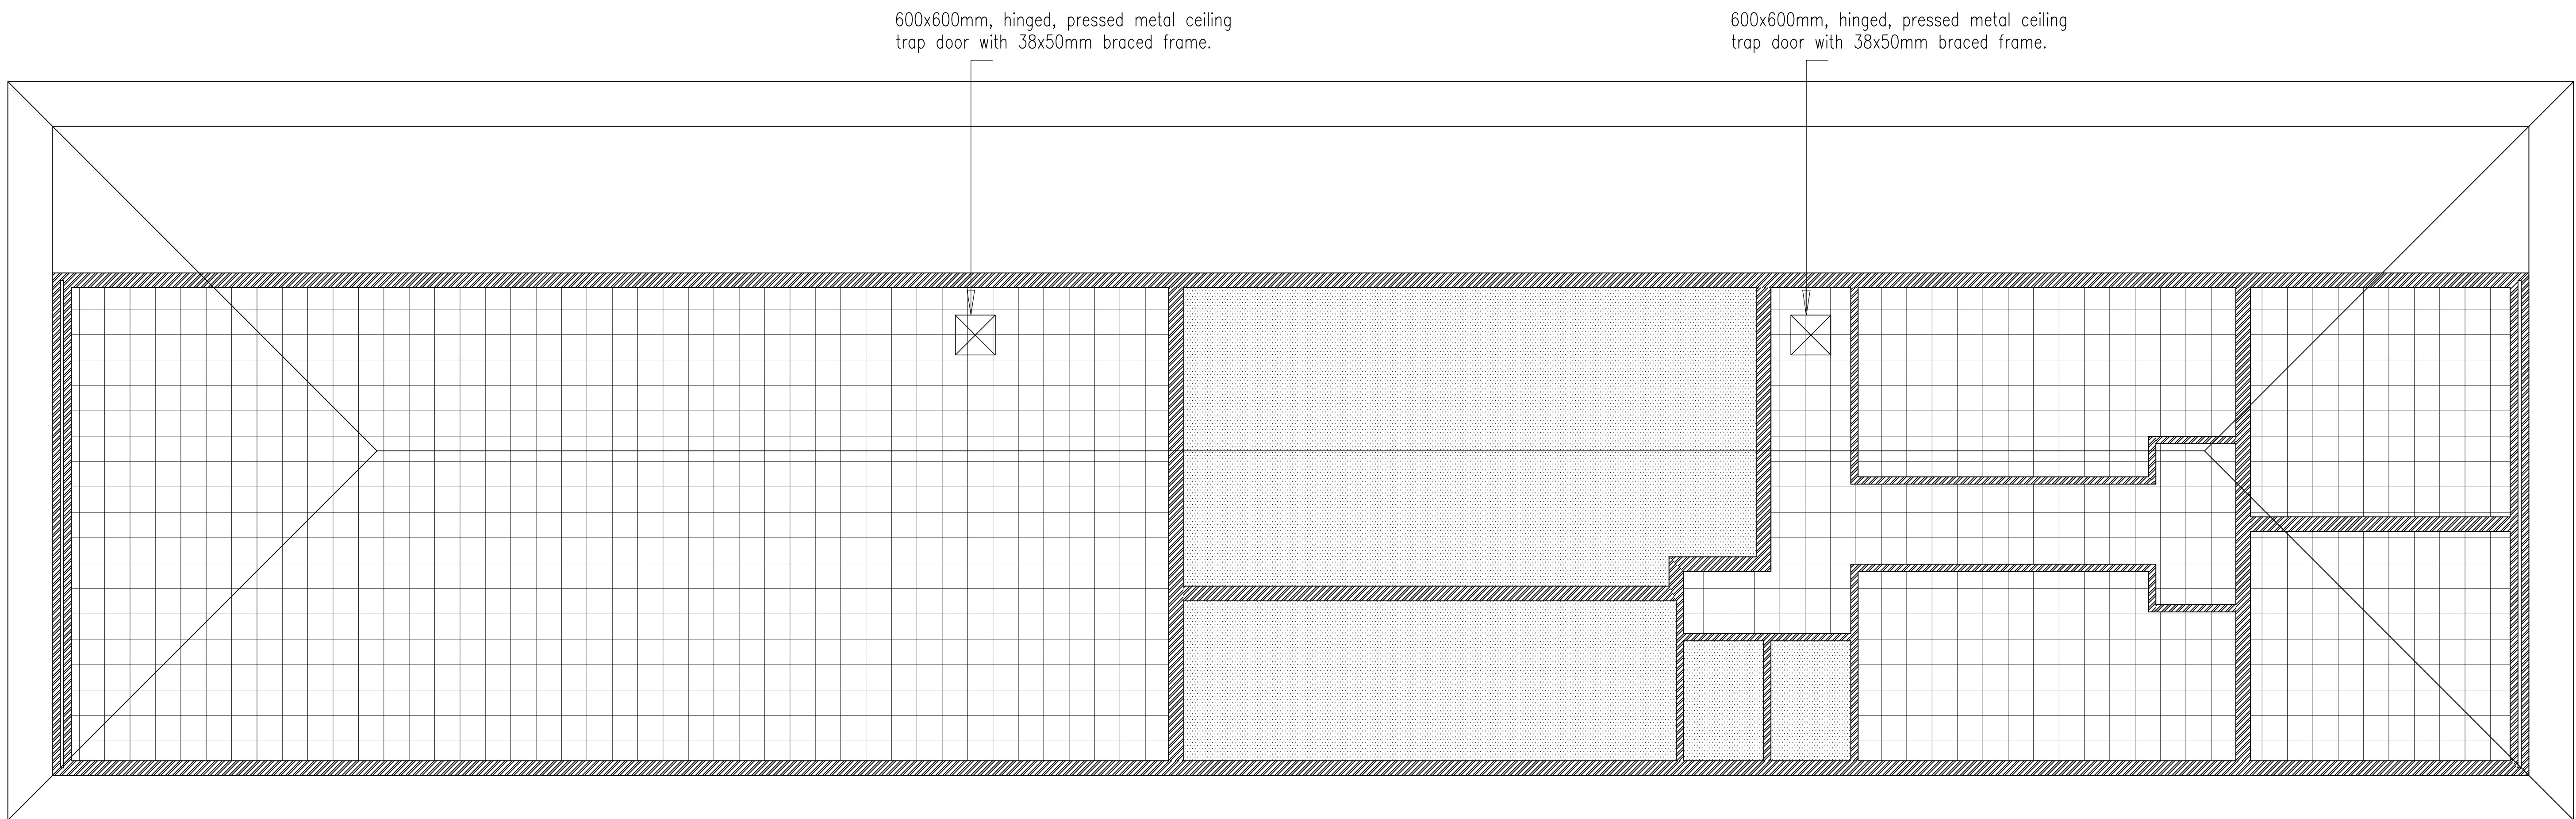 600x600mm, hinged, pressed metal ceiling
trap door with 38x50mm braced frame.
600x600mm, hinged, pressed metal ceiling
trap door with 38x50mm braced frame.